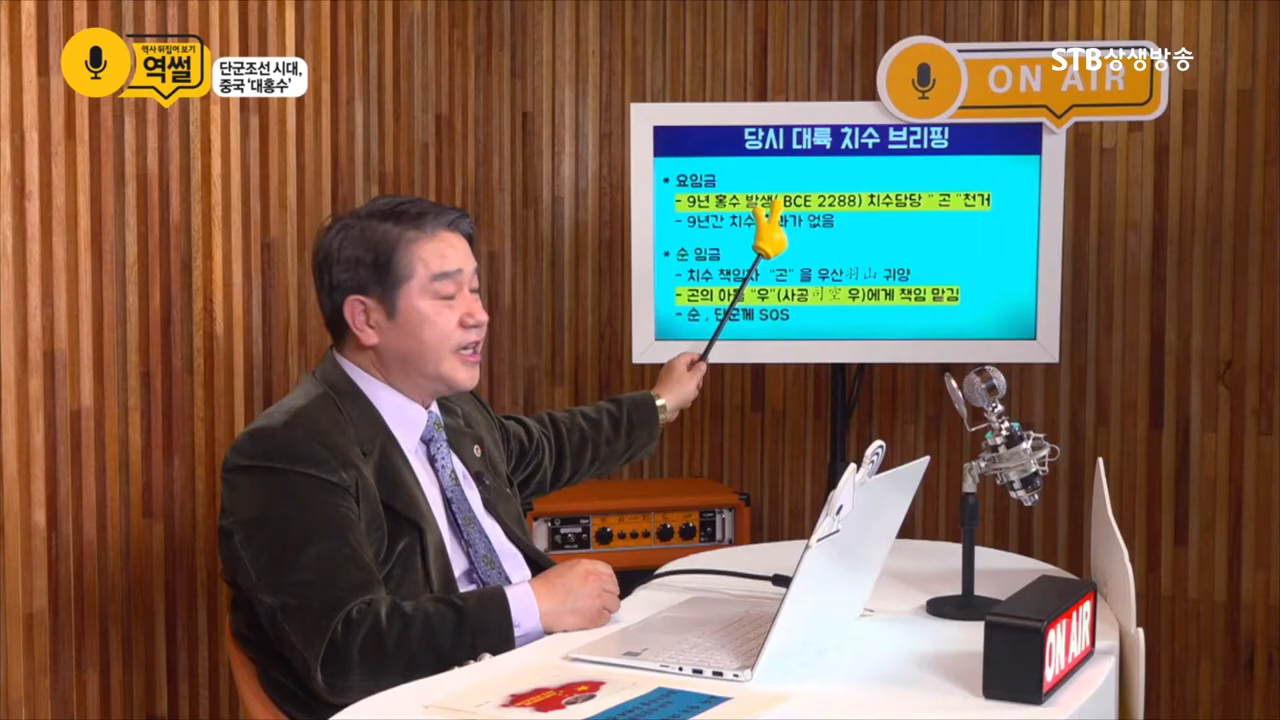 역사 뒤집어 보기
역썰
단군조선 시대,
중국 '대홍수'
STB상생방송
ON AIR
당시 대륙 치수 브리핑
* 요임금
- 9년 홍수 발생( BCE 2288) 치수담당 " 곤 "천거
- 9년간 치수 가 없음
* 순 임금
- 치수 책임자 "곤" 을 우산羽山 귀양
- 곤의 아들 "우"(사공司空 우)에게 책임 맡김
- 순 , 단군께 SOS
ON AIR